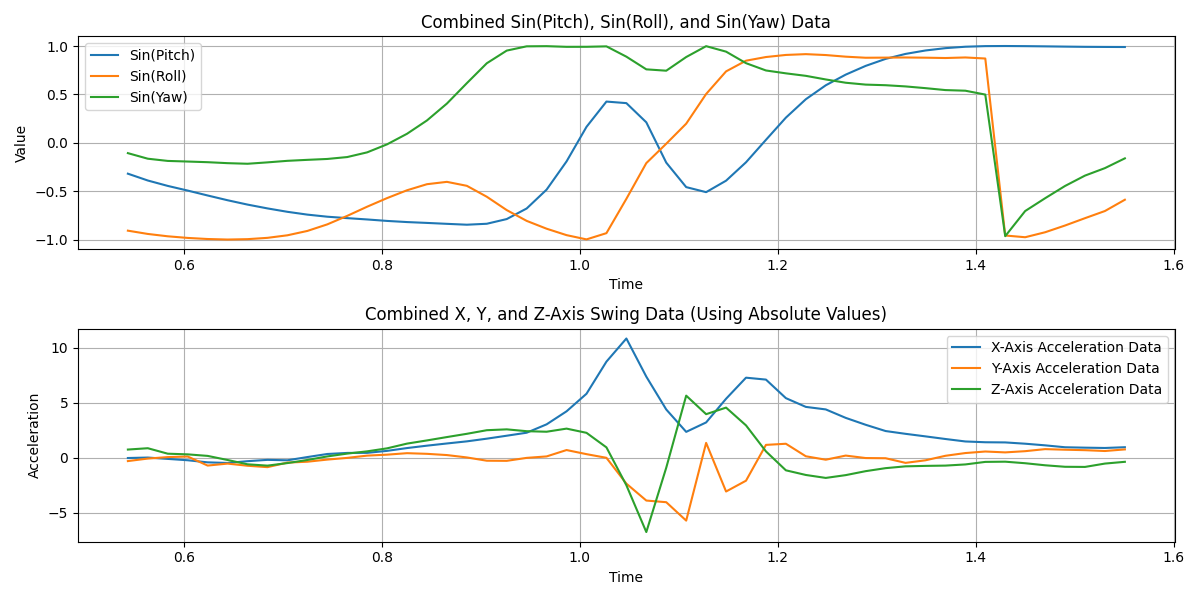 Combined Sin(Pitch), Sin(Roll), and Sin(Yaw) Data
Value
1.0
0.5
0.0
−0.5
−1.0
Sin(Pitch)
Sin(Roll)
Sin(Yaw)
0.6 0.8 1.0 1.2 1.4 1.6
Time
Combined X, Y, and Z-Axis Swing Data (Using Absolute Values)
Acceleration
10
5
0
−5
X-Axis Acceleration Data
Y-Axis Acceleration Data
Z-Axis Acceleration Data
0.6 0.8 1.0 1.2 1.4 1.6
Time